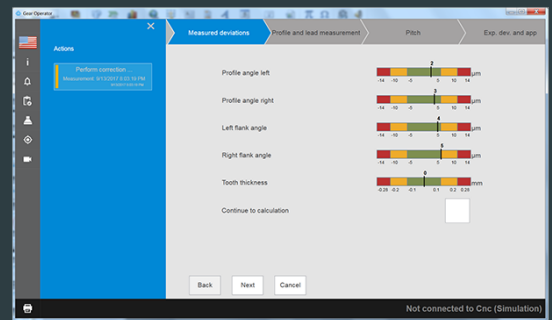 Gear Operator
Measured deviations
Profile and lead measurement
Pitch
Exp. dev. and app
Actions
Perform correction ...
Profile angle left
2
-14 -10 -5 5 10 14
µm
Profile angle right
3
-14 -10 -5 5 10 14
µm
Left flank angle
4
-14 -10 -5 5 10 14
µm
Right flank angle
5
-14 -10 -5 5 10 14
µm
Tooth thickness
0
-0.28 -0.2 -0.1 0.1 0.2 0.28
mm
Continue to calculation
Back
Next
Cancel
Not connected to Cnc (Simulation)